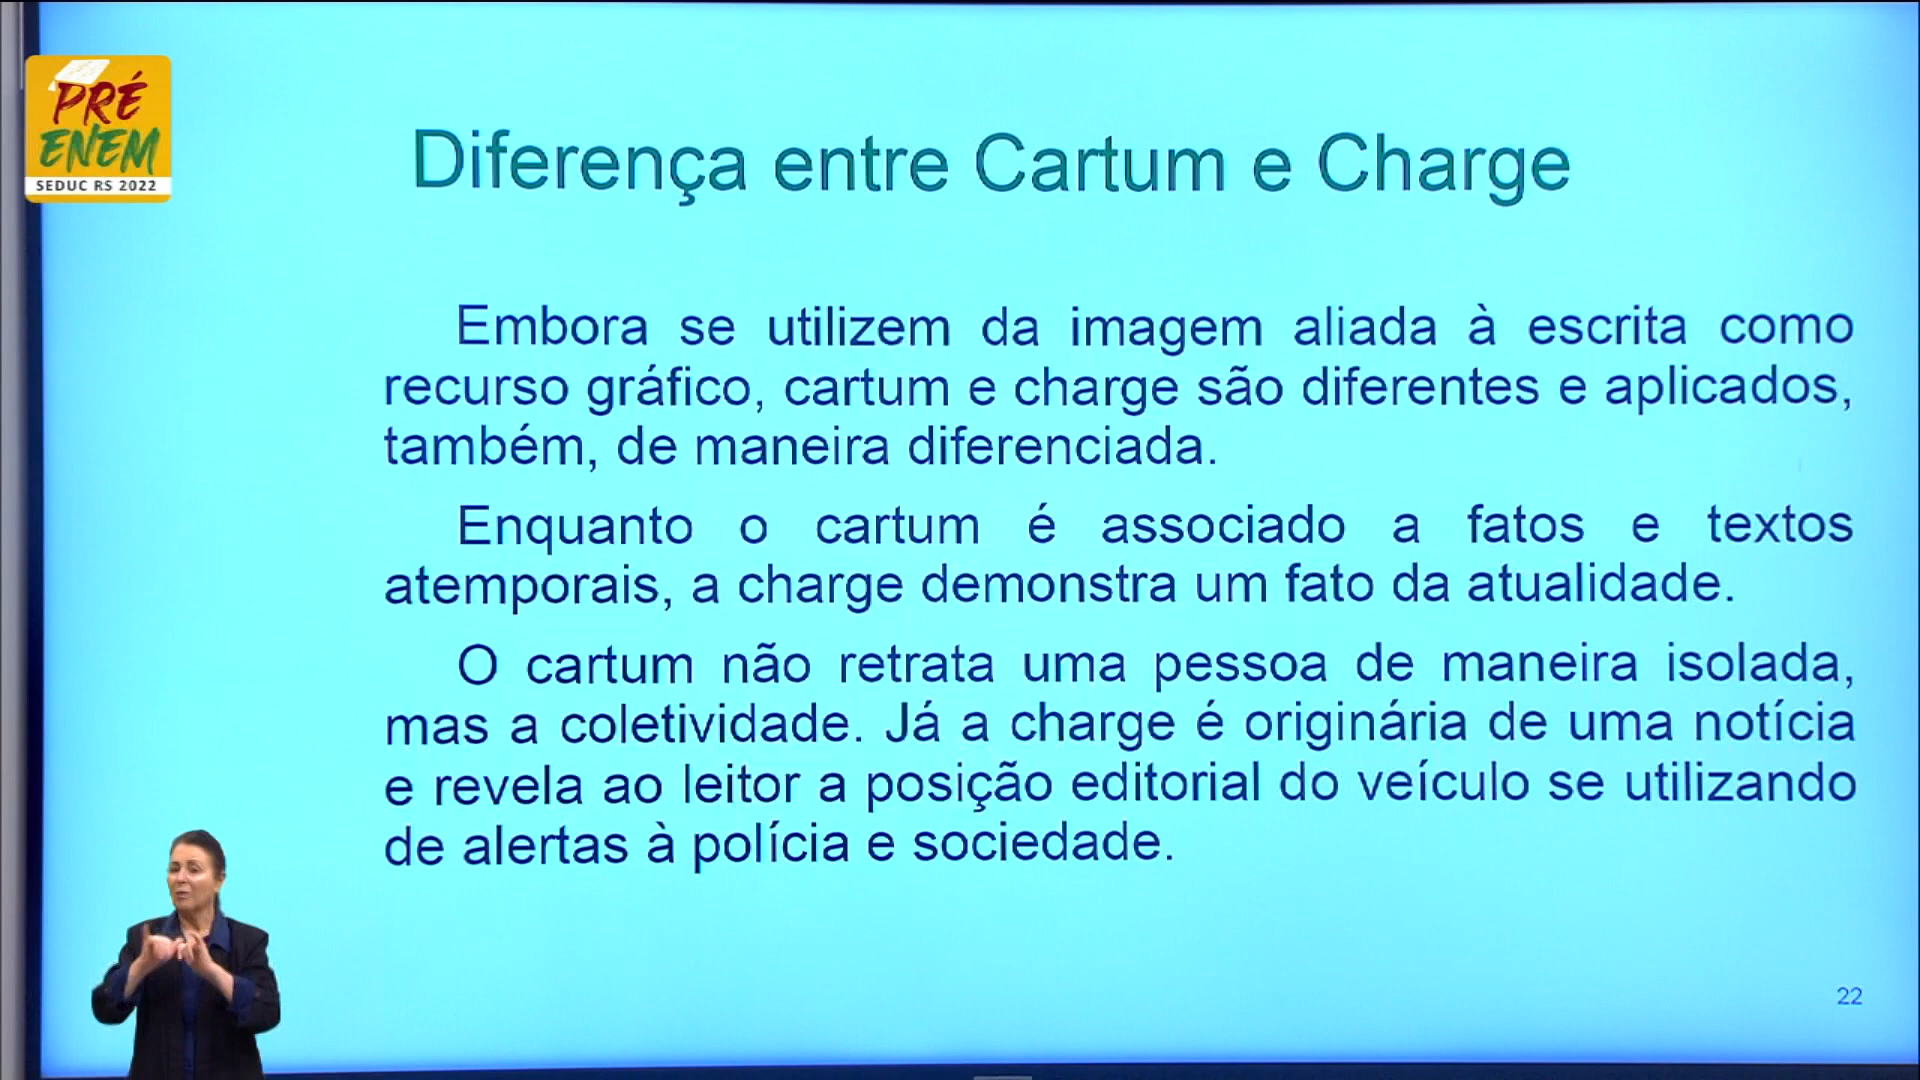 PRÉ
ENEM
SEDUC RS 2022
Diferença entre Cartum e Charge
Embora se utilizem da imagem aliada à escrita como
recurso gráfico, cartum e charge são diferentes e aplicados,
também, de maneira diferenciada.
Enquanto o cartum é associado a fatos e textos
atemporais, a charge demonstra um fato da atualidade.
O cartum não retrata uma pessoa de maneira isolada,
mas a coletividade. Já a charge é originária de uma notícia
e revela ao leitor a posição editorial do veículo se utilizando
de alertas à polícia e sociedade.
22